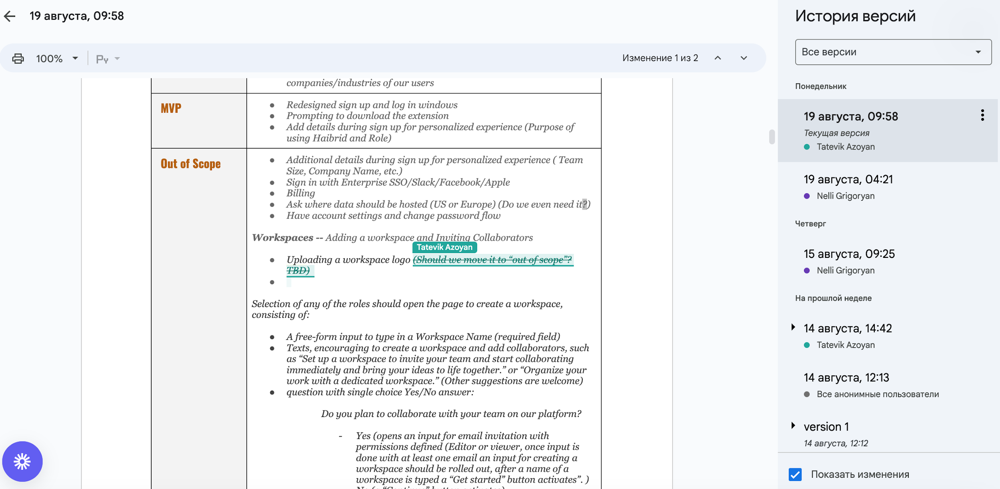 19 августа, 09:58
100%
Ру
Изменение 1 из 2
companies/industries of our users
MVP
● Redesigned sign up and log in windows
● Prompting to download the extension
● Add details during sign up for personalized experience (Purpose of
using Haibrid and Role)
Out of Scope
● Additional details during sign up for personalized experience ( Team
Size, Company Name, etc.)
● Sign in with Enterprise SSO/Slack/Facebook/Apple
● Billing
● Ask where data should be hosted (US or Europe) (Do we even need it?)
● Have account settings and change password flow
Workspaces -- Adding a workspace and Inviting Collaborators
Tatevik Azoyan
● Uploading a workspace logo (Should we move it to “out of scope”?
TBD)
●
Selection of any of the roles should open the page to create a workspace,
consisting of:
● A free-form input to type in a Workspace Name (required field)
● Texts, encouraging to create a workspace and add collaborators, such
as “Set up a workspace to invite your team and start collaborating
immediately and bring your ideas to life together.” or “Organize your
work with a dedicated workspace.” (Other suggestions are welcome)
● question with single choice Yes/No answer:
Do you plan to collaborate with your team on our platform?
- Yes (opens an input for email invitation with
permissions defined (Editor or viewer, once input is
done with at least one email an input for creating a
workspace should be rolled out, after a name of a
workspace is typed a “Get started” button activates”. )
No (a “Continue” button activates)
История версий
Все версии
Понедельник
19 августа, 09:58
Текущая версия
Tatevik Azoyan
19 августа, 04:21
Nelli Grigoryan
Четверг
15 августа, 09:25
Nelli Grigoryan
На прошлой неделе
14 августа, 14:42
Tatevik Azoyan
14 августа, 12:13
Все анонимные пользователи
version 1
14 августа, 12:12
Показать изменения